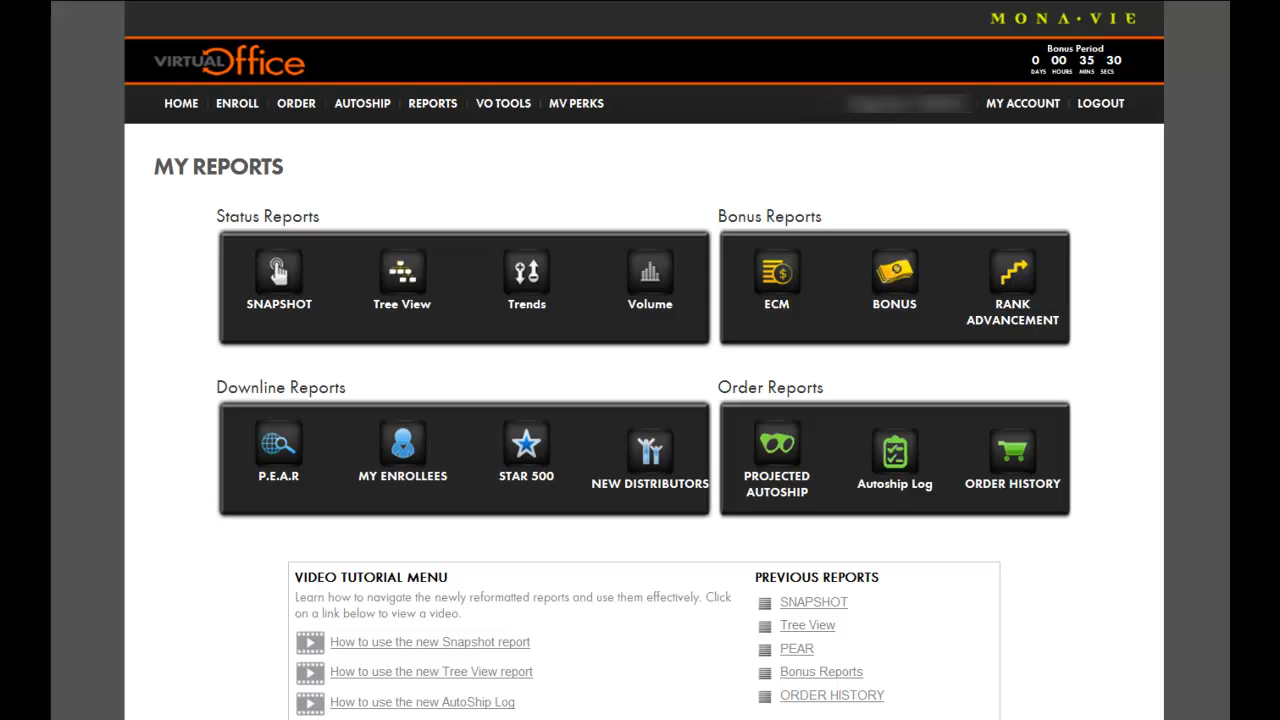 MONA·VIE
VIRTUAL Office
Bonus Period
0 00 35 30
DAYS HOURS MINS SECS
HOME ENROLL ORDER AUTOSHIP REPORTS VO TOOLS MV PERKS MY ACCOUNT LOGOUT
MY REPORTS
Status Reports
SNAPSHOT Tree View Trends Volume
Bonus Reports
ECM BONUS RANK
ADVANCEMENT
Downline Reports
P.E.A.R MY ENROLLEES STAR 500 NEW DISTRIBUTORS
Order Reports
PROJECTED
AUTOSHIP
Autoship Log ORDER HISTORY
VIDEO TUTORIAL MENU
Learn how to navigate the newly reformatted reports and use them effectively. Click
on a link below to view a video.
How to use the new Snapshot report
How to use the new Tree View report
How to use the new AutoShip Log
PREVIOUS REPORTS
SNAPSHOT
Tree View
PEAR
Bonus Reports
ORDER HISTORY